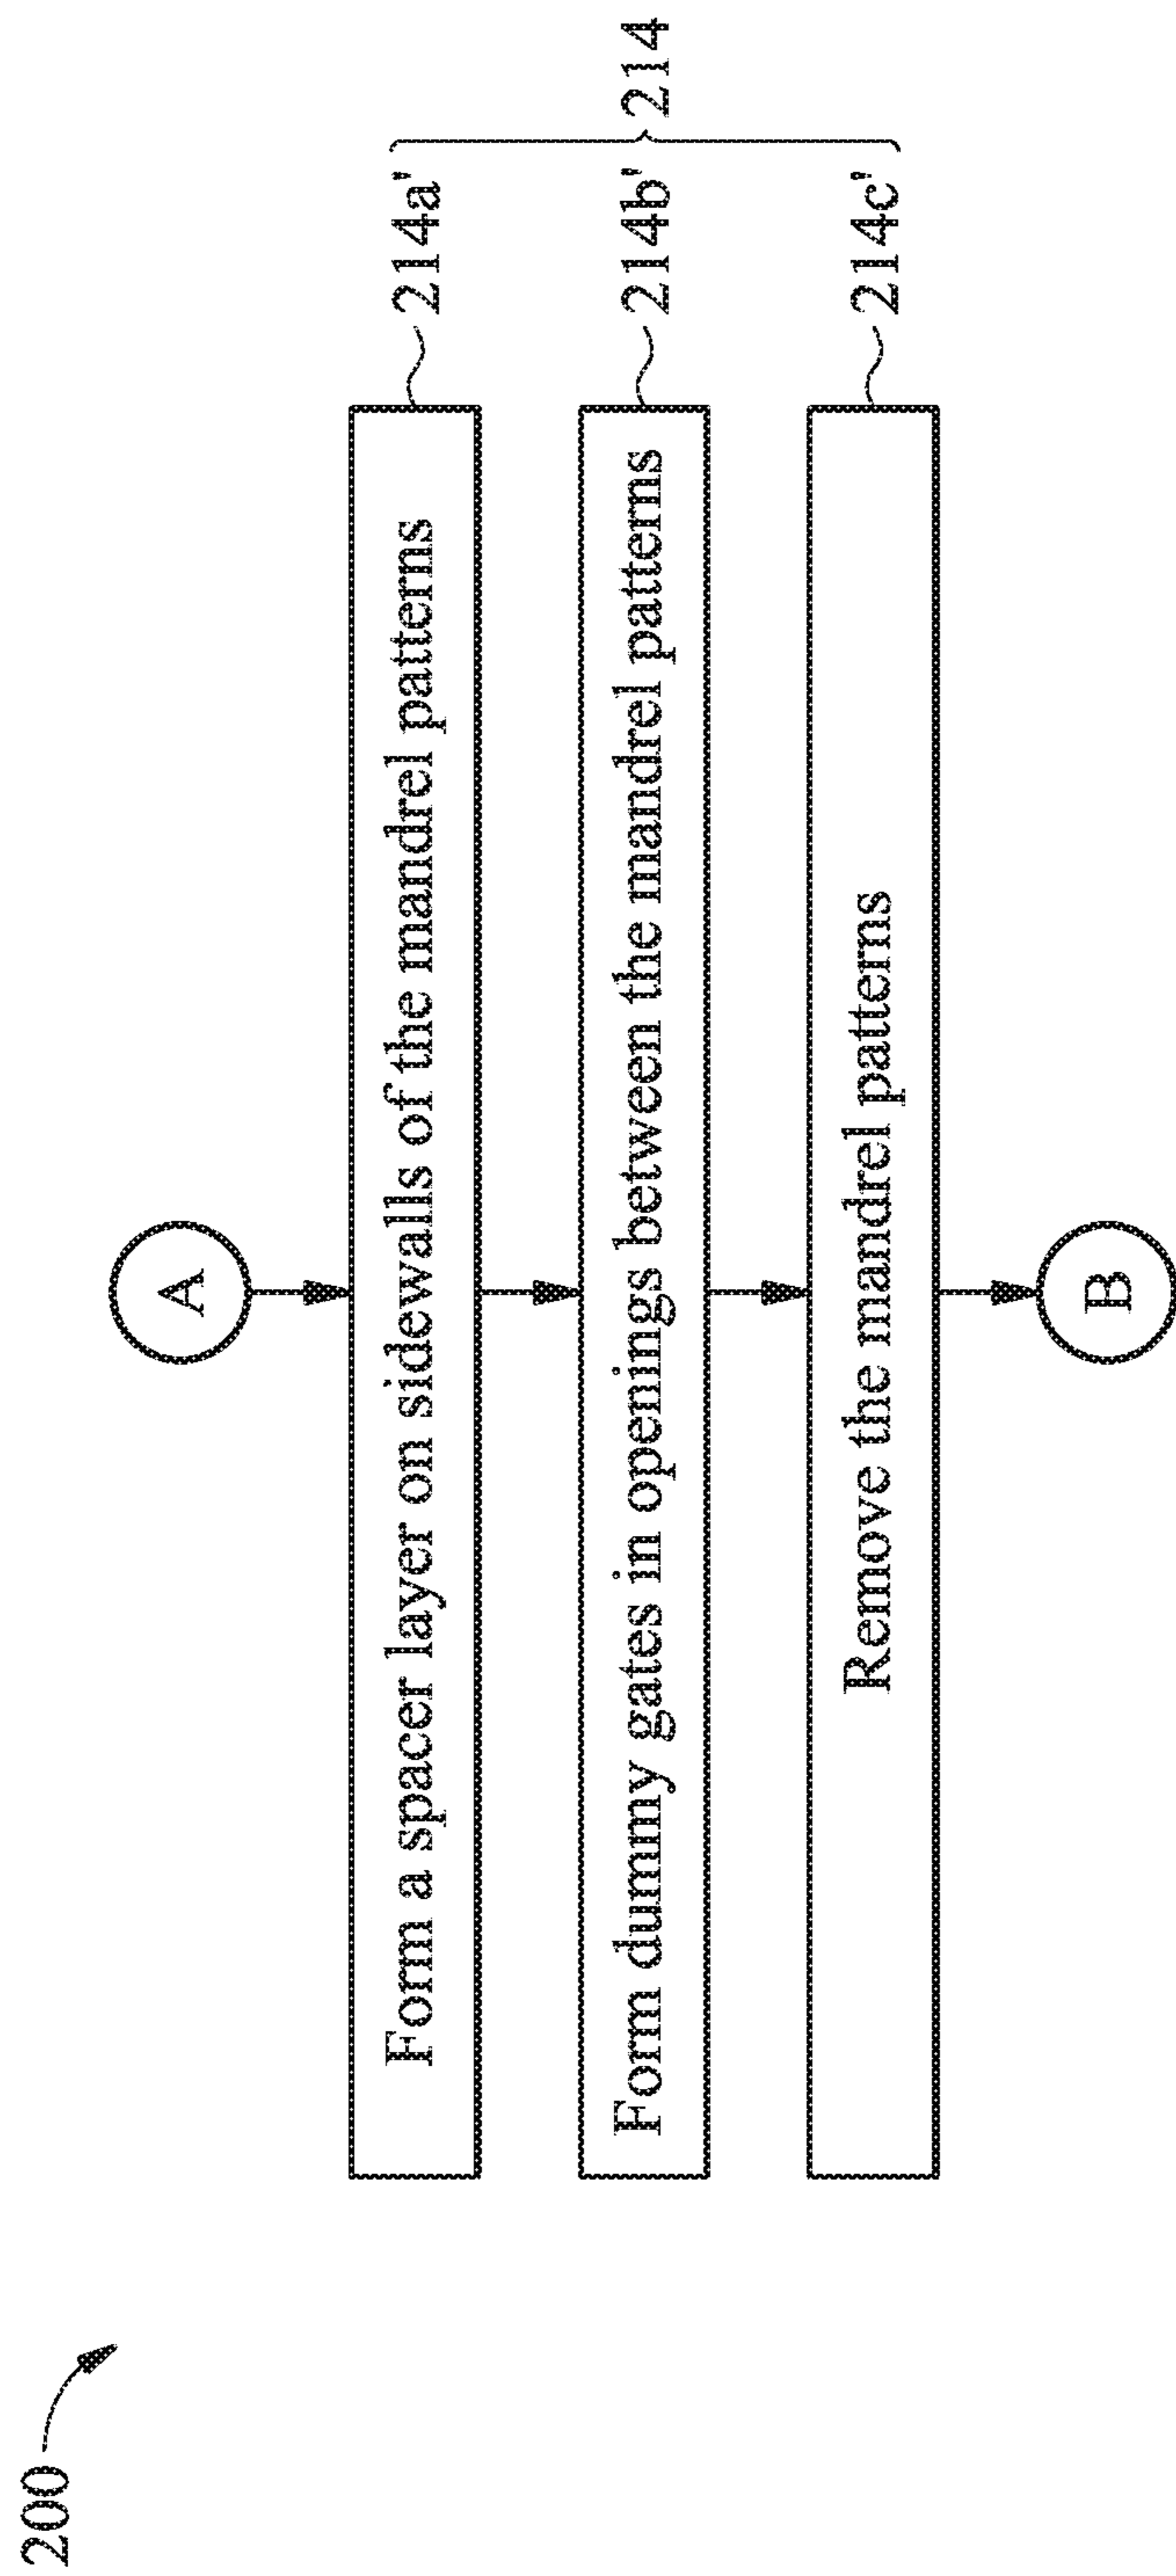 200
A
Form a spacer layer on sidewalls of the mandrel patterns
214a'
Form dummy gates in openings between the mandrel patterns
214b'
214
Remove the mandrel patterns
214c'
B